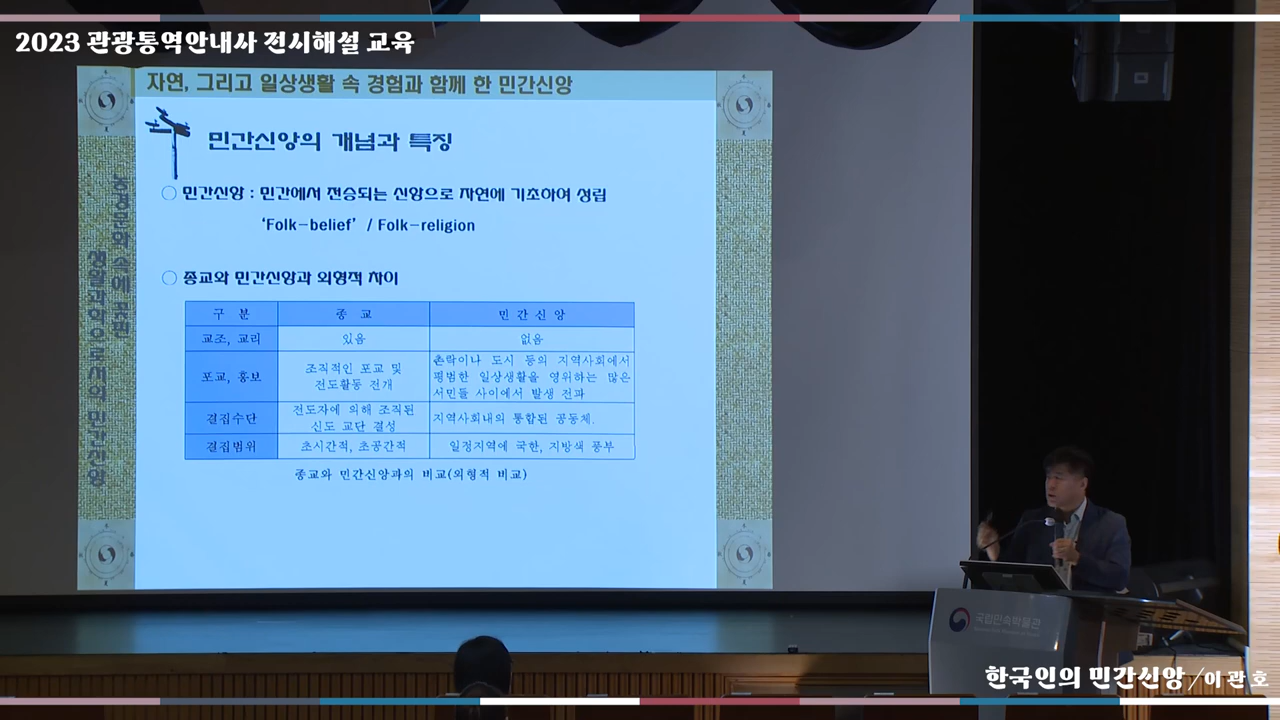 2023 관광통역안내사 전시해설 교육
자연, 그리고 일상생활 속 경험과 함께 한 민간신앙
민간신앙의 개념과 특징
○ 민간신앙 : 민간에서 전승되는 신앙으로 자연에 기초하여 성립
‘Folk-belief’ / Folk-religion
○ 종교와 민간신앙과 외형적 차이
구 분 종 교 민 간 신 앙
교조, 교리 있음 없음
포교, 홍보 조직적인 포교 및 전도활동 전개 촌락이나 도시 등의 지역사회에서 평범한 일상생활을 영위하는 많은 서민들 사이에서 발생 전파
결집수단 전도자에 의해 조직된 신도 교단 결성 지역사회내의 통합된 공동체.
결집범위 초시간적, 초공간적 일정지역에 국한, 지방색 풍부
종교와 민간신앙과의 비교(외형적 비교)
국립민속박물관
한국인의 민간신앙 / 이관호